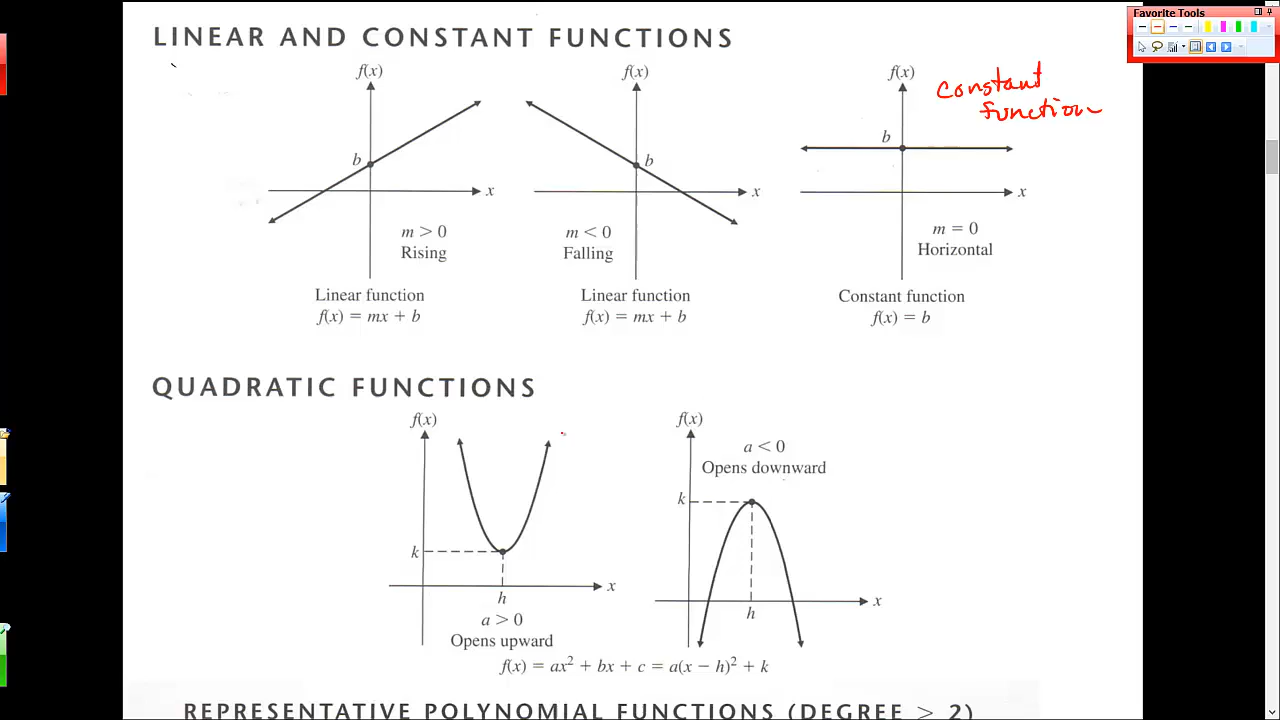 Favorite Tools
LINEAR AND CONSTANT FUNCTIONS
f(x)
b
x
m > 0
Rising
Linear function
f(x) = mx + b
f(x)
b
x
m < 0
Falling
Linear function
f(x) = mx + b
f(x)
constant
function
b
x
m = 0
Horizontal
Constant function
f(x) = b
QUADRATIC FUNCTIONS
f(x)
k
x
h
a > 0
Opens upward
f(x)
a < 0
Opens downward
k
x
h
f(x) = ax² + bx + c = a(x − h)² + k
REPRESENTATIVE POLYNOMIAL FUNCTIONS (DEGREE > 2)